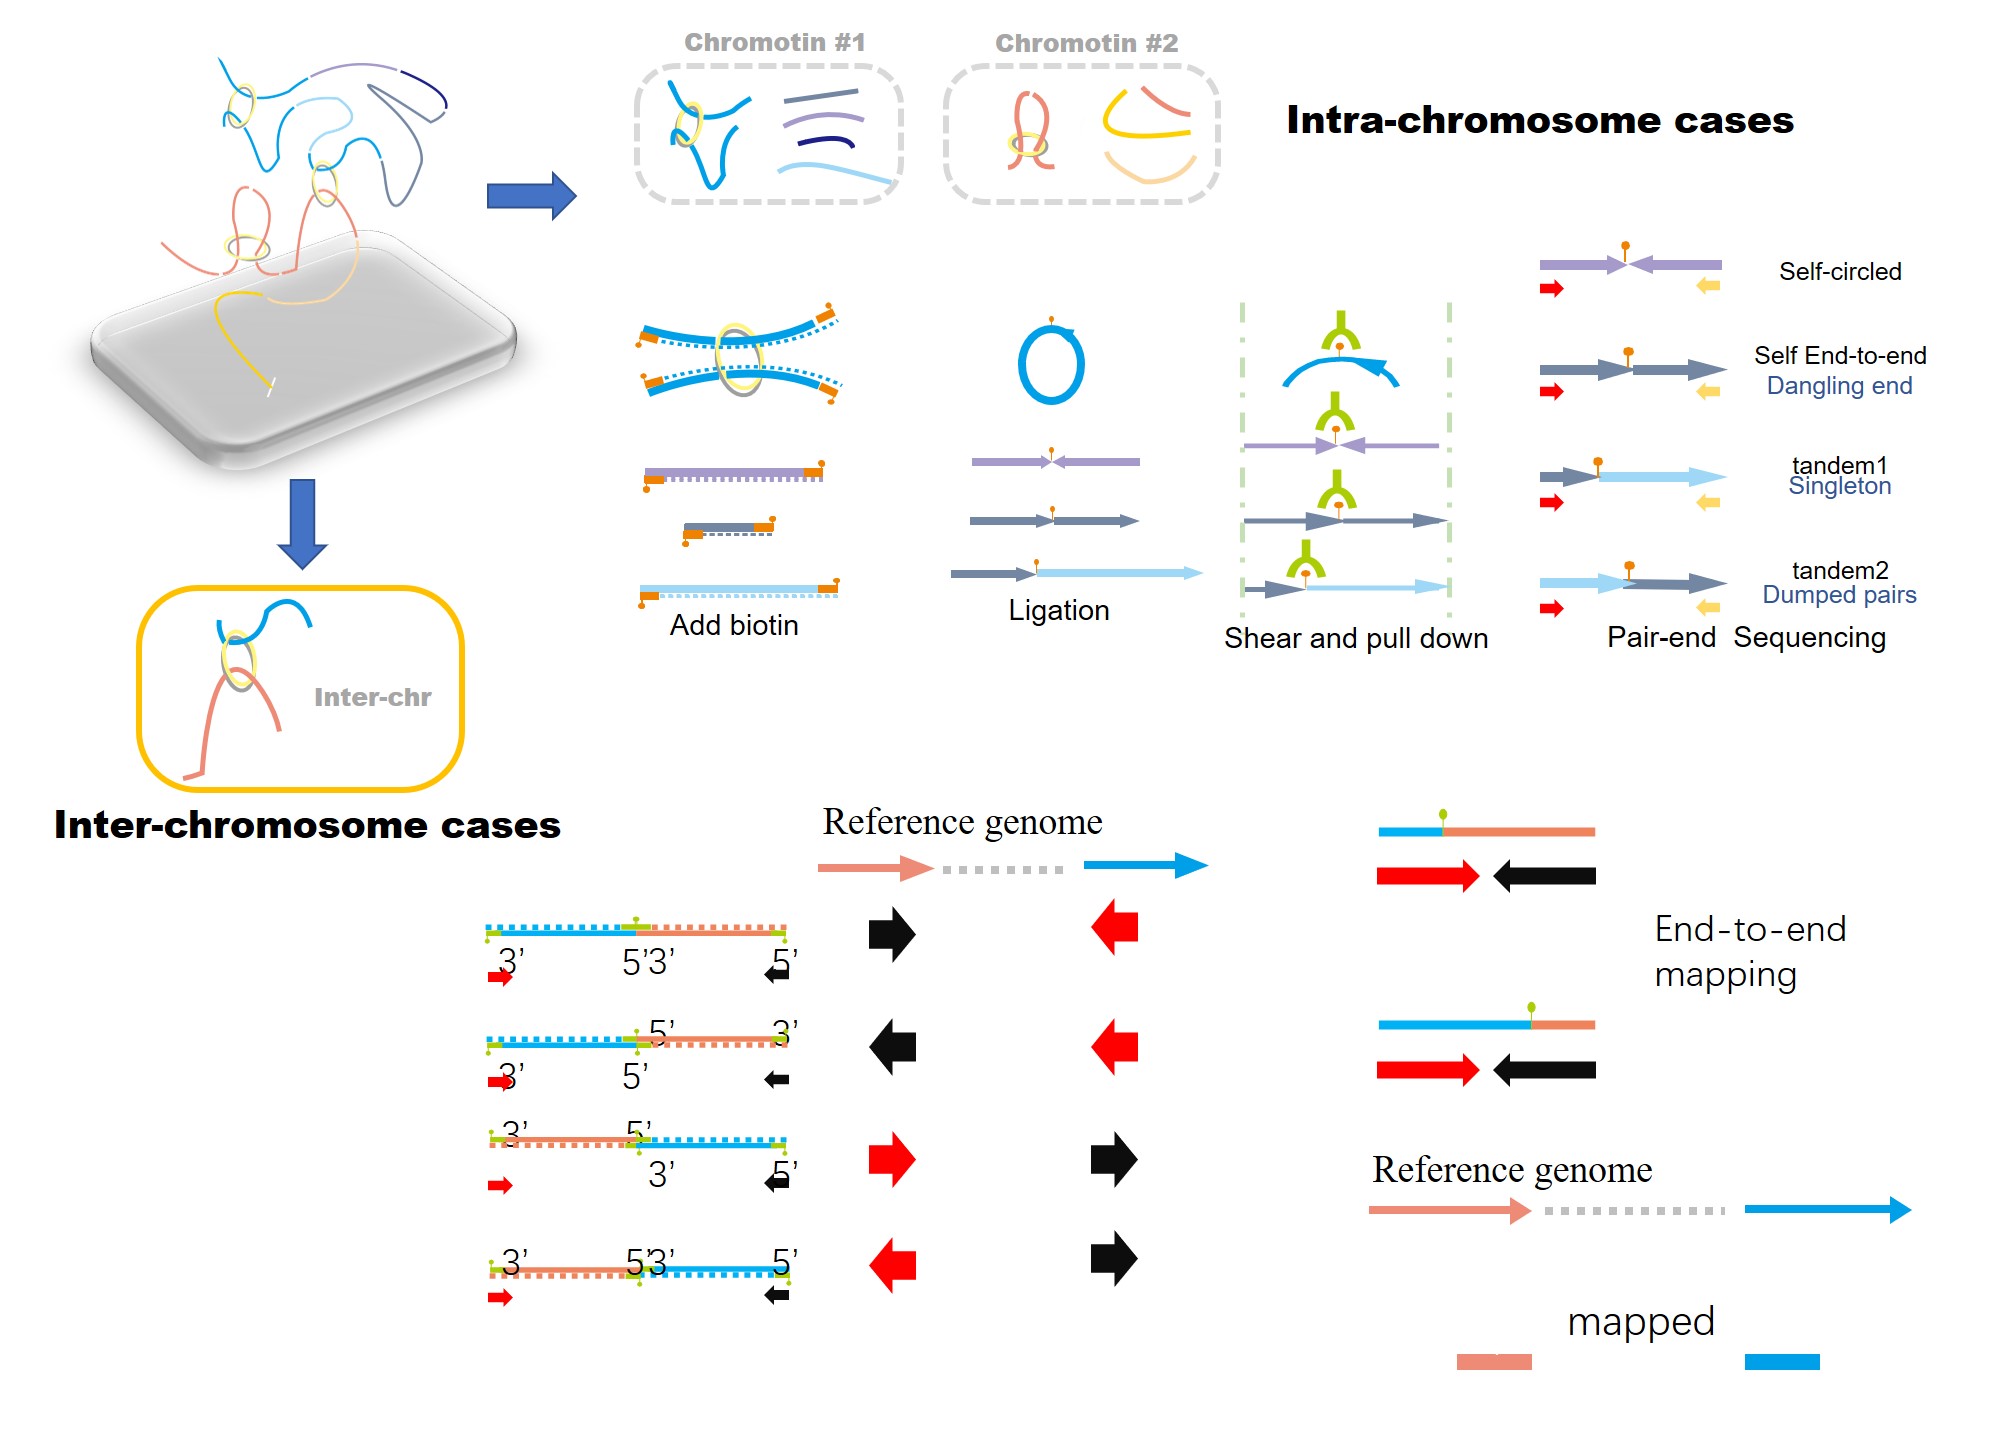 Chromotin #1
Chromotin #2
Intra-chromosome cases
Self-circled
Self End-to-end
Dangling end
tandem1
Singleton
tandem2
Dumped pairs
Add biotin
Ligation
Shear and pull down
Pair-end Sequencing
Inter-chr
Inter-chromosome cases
Reference genome
3’ 5’3’ 5’
5’ 3’
3’ 5’
3’ 5’
3’ 5’
3’ 5’3’ 5’
End-to-end
mapping
Reference genome
mapped